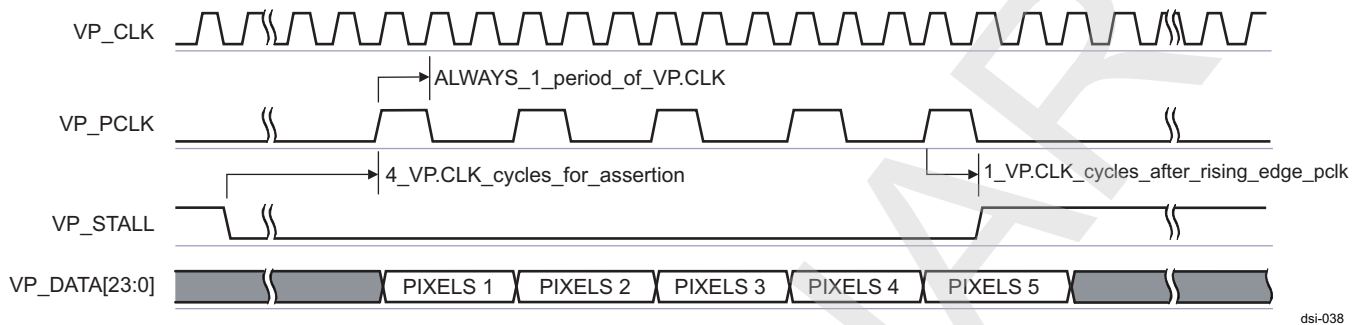 VP_CLK
ALWAYS_1_period_of_VP.CLK
VP_PCLK
4_VP.CLK_cycles_for_assertion
1_VP.CLK_cycles_after_rising_edge_pclk
VP_STALL
VP_DATA[23:0]
PIXELS 1
PIXELS 2
PIXELS 3
PIXELS 4
PIXELS 5
dsi-038